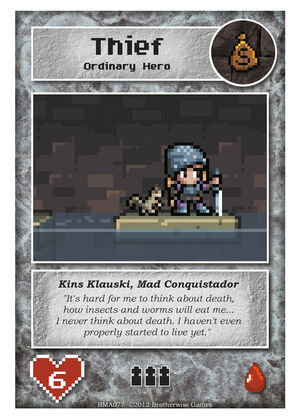 Thief
Ordinary Hero
$
Kins Klauski, Mad Conquistador
"It's hard for me to think about death,
how insects and worms will eat me...
I never think about death. I haven't even
properly started to live yet."
6
BMA077 ©2012 Brotherwise Games